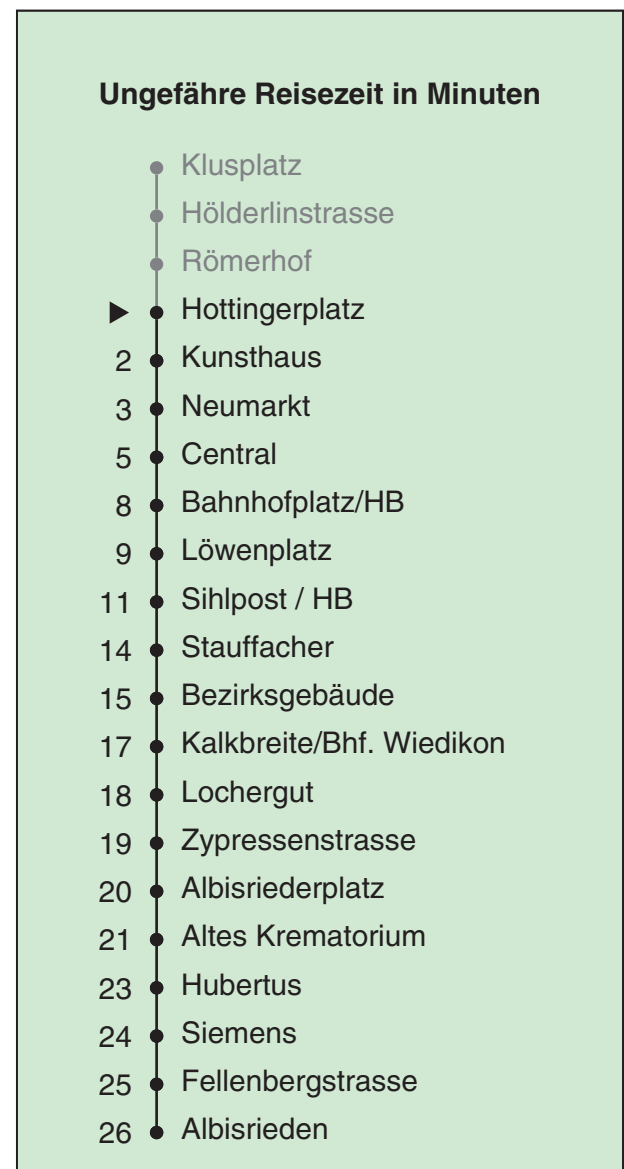 Ungefähre Reisezeit in Minuten
Klusplatz
Hölderlinstrasse
Römerhof
Hottingerplatz
2 Kunsthaus
3 Neumarkt
5 Central
8 Bahnhofplatz/HB
9 Löwenplatz
11 Sihlpost / HB
14 Stauffacher
15 Bezirksgebäude
17 Kalkbreite/Bhf. Wiedikon
18 Lochergut
19 Zypressenstrasse
20 Albisriederplatz
21 Altes Krematorium
23 Hubertus
24 Siemens
25 Fellenbergstrasse
26 Albisrieden